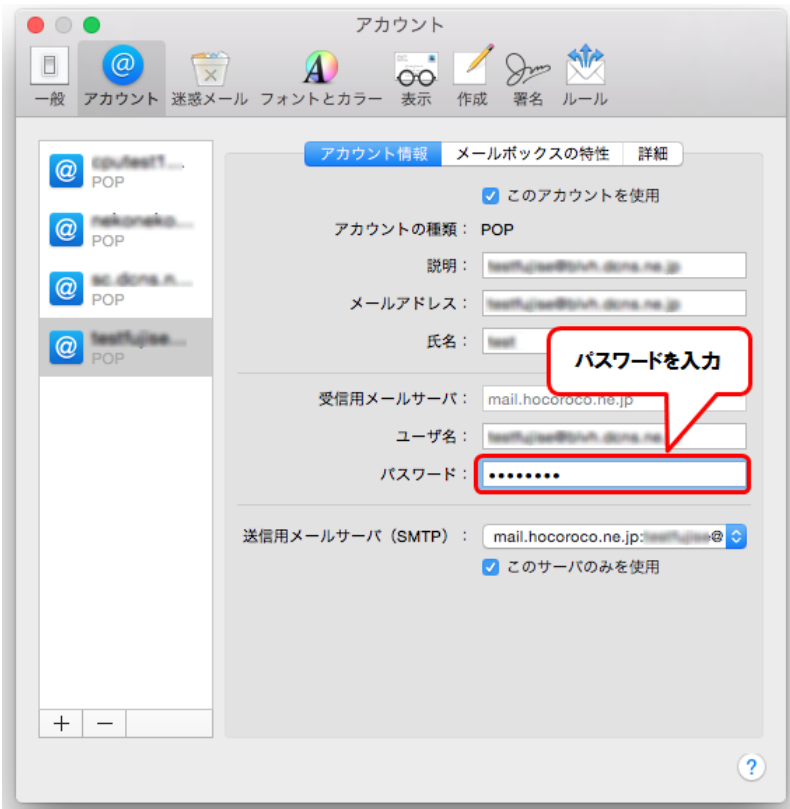 アカウント
一般 アカウント 迷惑メール フォントとカラー 表示 作成 署名 ルール
アカウント情報 メールボックスの特性 詳細
POP
POP
POP
POP
このアカウントを使用
アカウントの種類： POP
説明：
メールアドレス：
氏名：
パスワードを入力
受信用メールサーバ： mail.hocoroco.ne.jp
ユーザ名：
パスワード： ••••••••
送信用メールサーバ（SMTP）： mail.hocoroco.ne.jp:
このサーバのみを使用